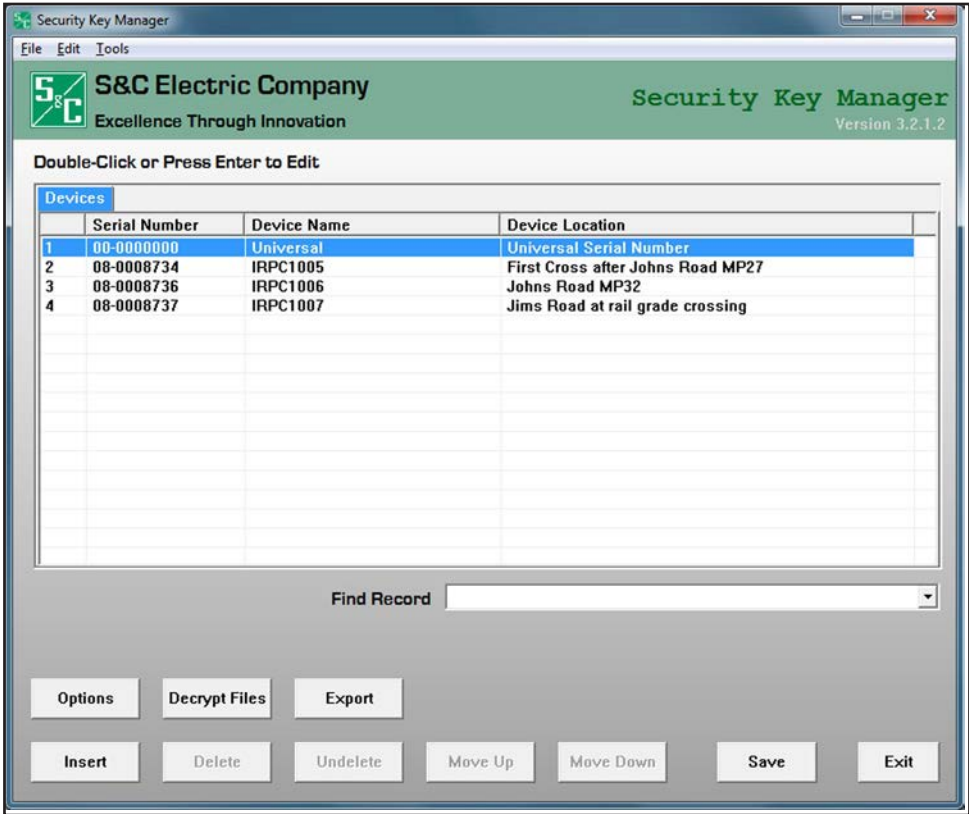 Security Key Manager
File Edit Tools
S&C
S&C Electric Company
Excellence Through Innovation
Security Key Manager
Version 3.2.1.2
Double-Click or Press Enter to Edit
Devices
Serial Number Device Name Device Location
1 00-0000000 Universal Universal Serial Number
2 08-0008734 IRPC1005 First Cross after Johns Road MP27
3 08-0008736 IRPC1006 Johns Road MP32
4 08-0008737 IRPC1007 Jims Road at rail grade crossing
Find Record
Options Decrypt Files Export
Insert Delete Undelete Move Up Move Down Save Exit